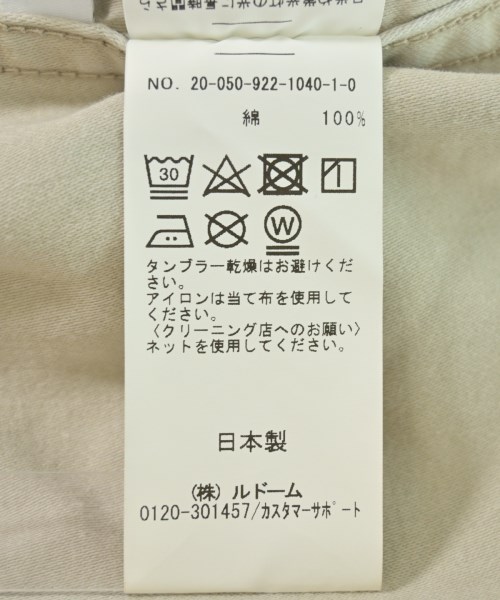 NO. 20-050-922-1040-1-0
綿 100%
30
W
タンブラー乾燥はお避けくだ
さい。
アイロンは当て布を使用して
ください。
〈クリーニング店へのお願い〉
ネットを使用してください。
日本製
(株) ルドーム
0120-301457/カスタマーサポート